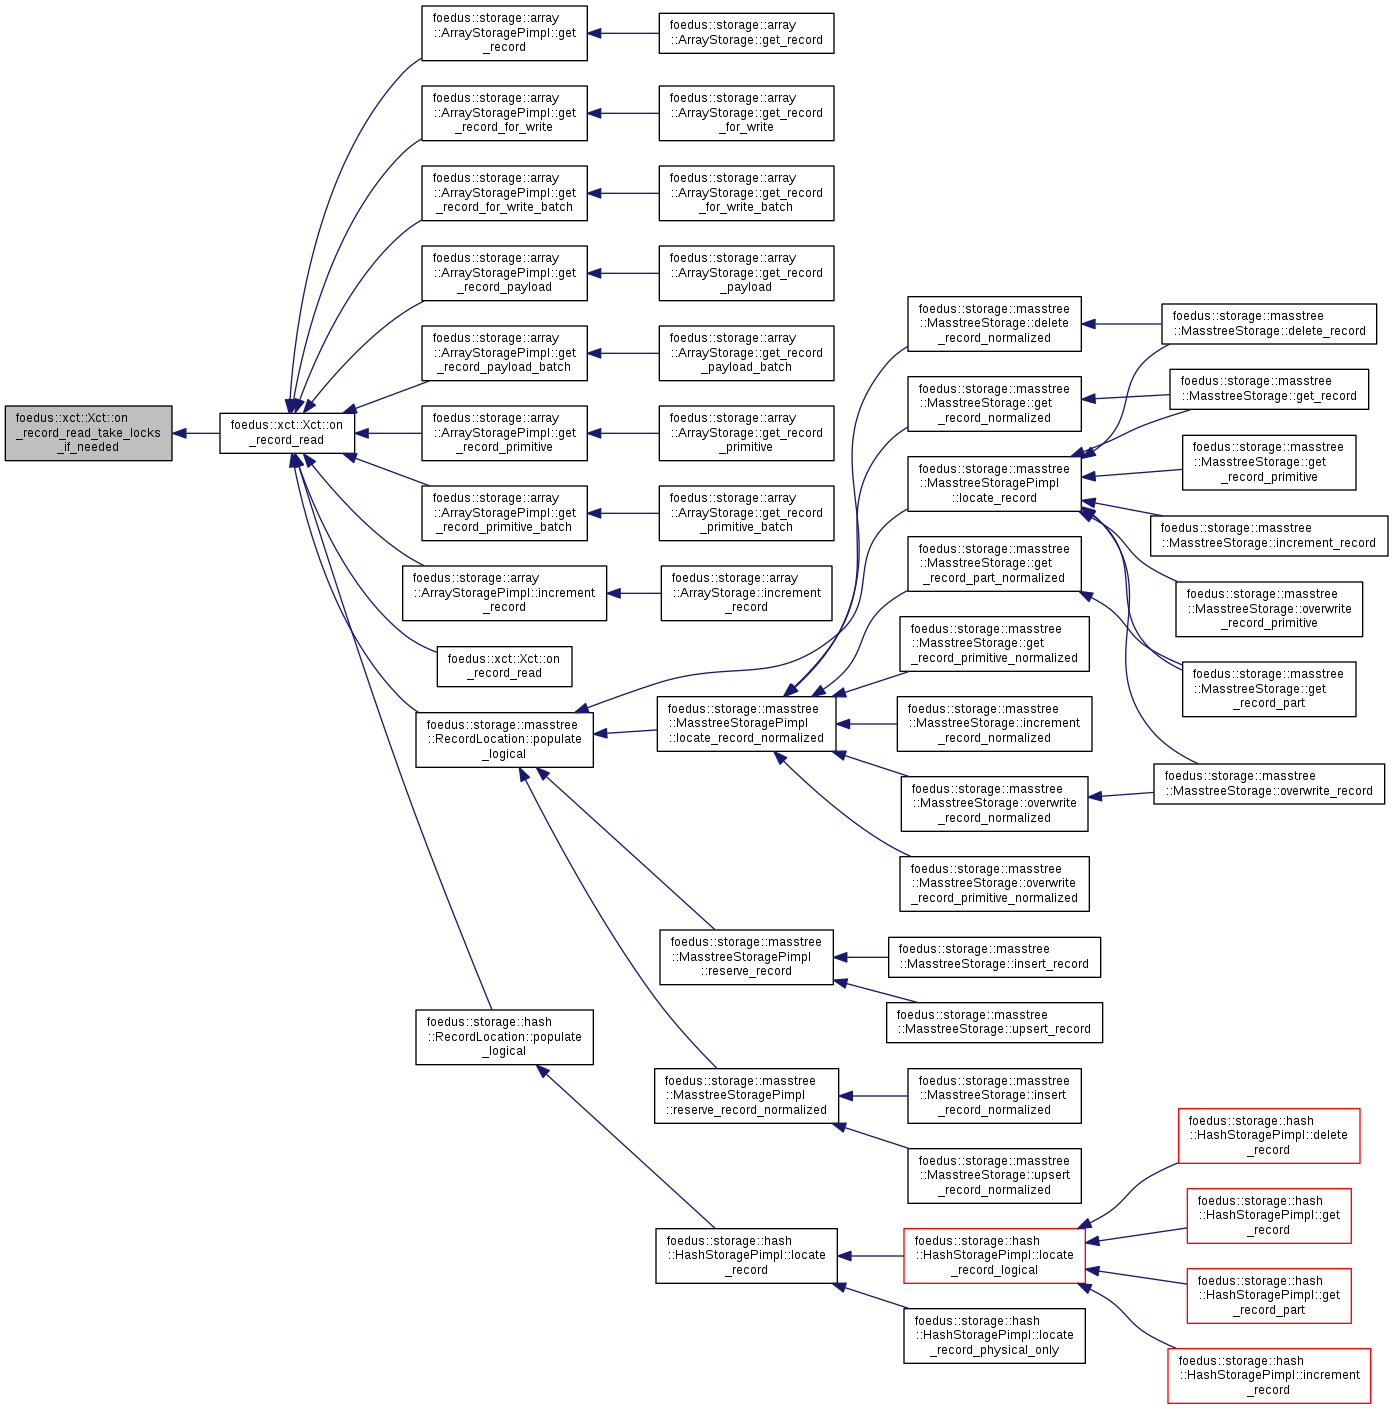 foedus::xct::Xct::on
_record_read_take_locks
_if_needed
foedus::xct::Xct::on
_record_read
foedus::storage::array
::ArrayStoragePimpl::get
_record
foedus::storage::array
::ArrayStorage::get_record
foedus::storage::array
::ArrayStoragePimpl::get
_record_for_write
foedus::storage::array
::ArrayStorage::get_record
_for_write
foedus::storage::array
::ArrayStoragePimpl::get
_record_for_write_batch
foedus::storage::array
::ArrayStorage::get_record
_for_write_batch
foedus::storage::array
::ArrayStoragePimpl::get
_record_payload
foedus::storage::array
::ArrayStorage::get_record
_payload
foedus::storage::array
::ArrayStoragePimpl::get
_record_payload_batch
foedus::storage::array
::ArrayStorage::get_record
_payload_batch
foedus::storage::array
::ArrayStoragePimpl::get
_record_primitive
foedus::storage::array
::ArrayStorage::get_record
_primitive
foedus::storage::array
::ArrayStoragePimpl::get
_record_primitive_batch
foedus::storage::array
::ArrayStorage::get_record
_primitive_batch
foedus::storage::array
::ArrayStoragePimpl::increment
_record
foedus::storage::array
::ArrayStorage::increment
_record
foedus::xct::Xct::on
_record_read
foedus::storage::masstree
::RecordLocation::populate
_logical
foedus::storage::masstree
::MasstreeStoragePimpl
::locate_record_normalized
foedus::storage::masstree
::MasstreeStorage::delete
_record_normalized
foedus::storage::masstree
::MasstreeStorage::get
_record_normalized
foedus::storage::masstree
::MasstreeStoragePimpl
::locate_record
foedus::storage::masstree
::MasstreeStorage::get
_record_part_normalized
foedus::storage::masstree
::MasstreeStorage::get
_record_primitive_normalized
foedus::storage::masstree
::MasstreeStorage::increment
_record_normalized
foedus::storage::masstree
::MasstreeStorage::overwrite
_record_normalized
foedus::storage::masstree
::MasstreeStorage::overwrite
_record_primitive_normalized
foedus::storage::masstree
::MasstreeStorage::delete_record
foedus::storage::masstree
::MasstreeStorage::get_record
foedus::storage::masstree
::MasstreeStorage::get
_record_primitive
foedus::storage::masstree
::MasstreeStorage::increment_record
foedus::storage::masstree
::MasstreeStorage::overwrite
_record_primitive
foedus::storage::masstree
::MasstreeStorage::get
_record_part
foedus::storage::masstree
::MasstreeStorage::overwrite_record
foedus::storage::masstree
::MasstreeStoragePimpl
::reserve_record
foedus::storage::masstree
::MasstreeStorage::insert_record
foedus::storage::masstree
::MasstreeStorage::upsert_record
foedus::storage::masstree
::MasstreeStoragePimpl
::reserve_record_normalized
foedus::storage::masstree
::MasstreeStorage::insert
_record_normalized
foedus::storage::masstree
::MasstreeStorage::upsert
_record_normalized
foedus::storage::hash
::RecordLocation::populate
_logical
foedus::storage::hash
::HashStoragePimpl::locate
_record
foedus::storage::hash
::HashStoragePimpl::locate
_record_logical
foedus::storage::hash
::HashStoragePimpl::locate
_record_physical_only
foedus::storage::hash
::HashStoragePimpl::delete
_record
foedus::storage::hash
::HashStoragePimpl::get
_record
foedus::storage::hash
::HashStoragePimpl::get
_record_part
foedus::storage::hash
::HashStoragePimpl::increment
_record